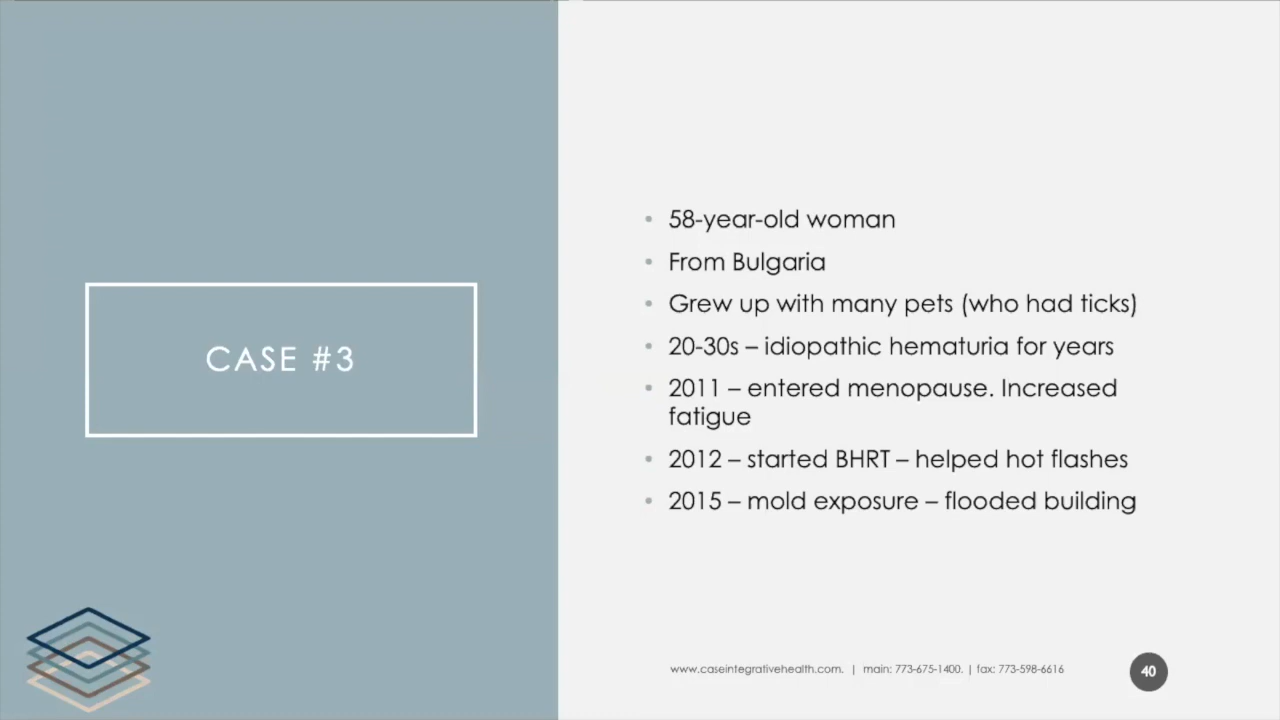 CASE #3
• 58-year-old woman
• From Bulgaria
• Grew up with many pets (who had ticks)
• 20-30s – idiopathic hematuria for years
• 2011 – entered menopause. Increased
fatigue
• 2012 – started BHRT – helped hot flashes
• 2015 – mold exposure – flooded building
www.caseintegrativehealth.com. | main: 773-675-1400. | fax: 773-598-6616
40